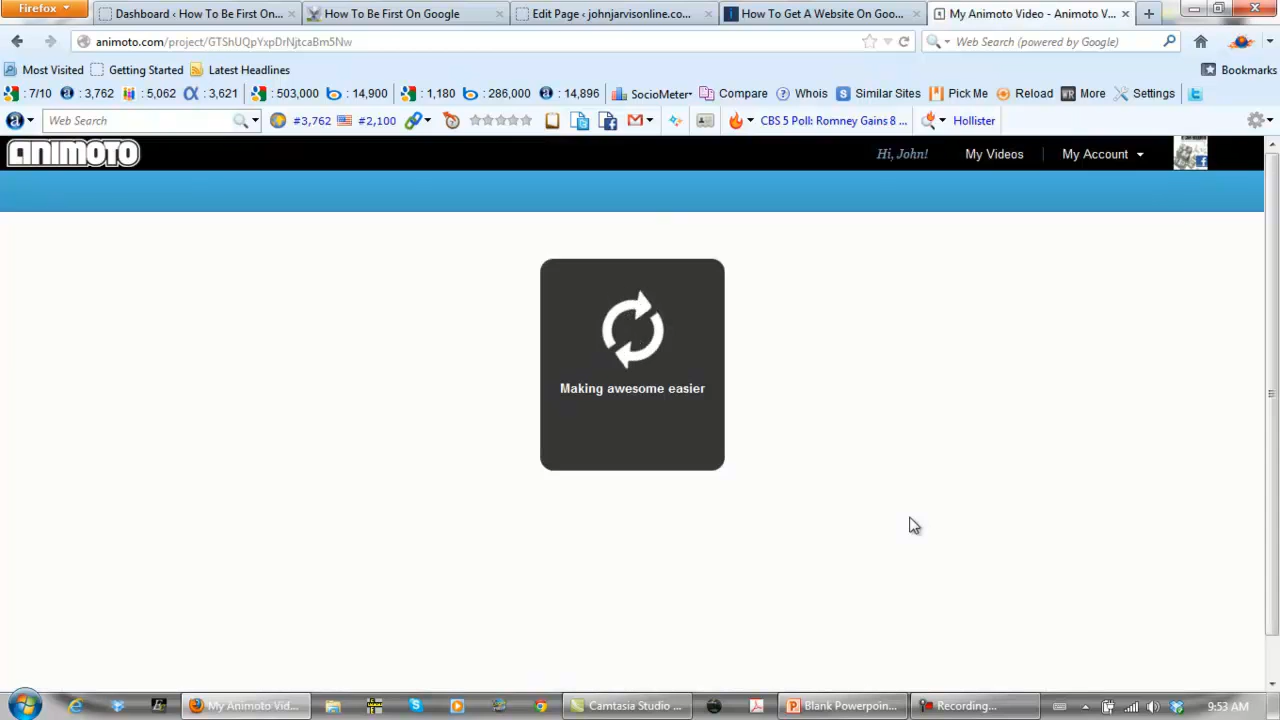 Firefox
Dashboard ‹ How To Be First On...
How To Be First On Google
Edit Page ‹ johnjarvisonline.co...
How To Get A Website On Goo...
My Animoto Video - Animoto V...
animoto.com/project/GTShUQpYxpDrNjtcaBm5Nw
Web Search (powered by Google)
Most Visited
Getting Started
Latest Headlines
Bookmarks
: 7/10
: 3,762
: 5,062
: 3,621
: 503,000
: 14,900
: 1,180
: 286,000
: 14,896
SocioMeter
Compare
Whois
Similar Sites
Pick Me
Reload
WR More
Settings
Web Search
#3,762
#2,100
CBS 5 Poll: Romney Gains 8 ...
Hollister
ANIMOTO
Hi, John!
My Videos
My Account
Making awesome easier
My Animoto Vid...
Camtasia Studio ...
Blank Powerpoin...
Recording...
9:53 AM